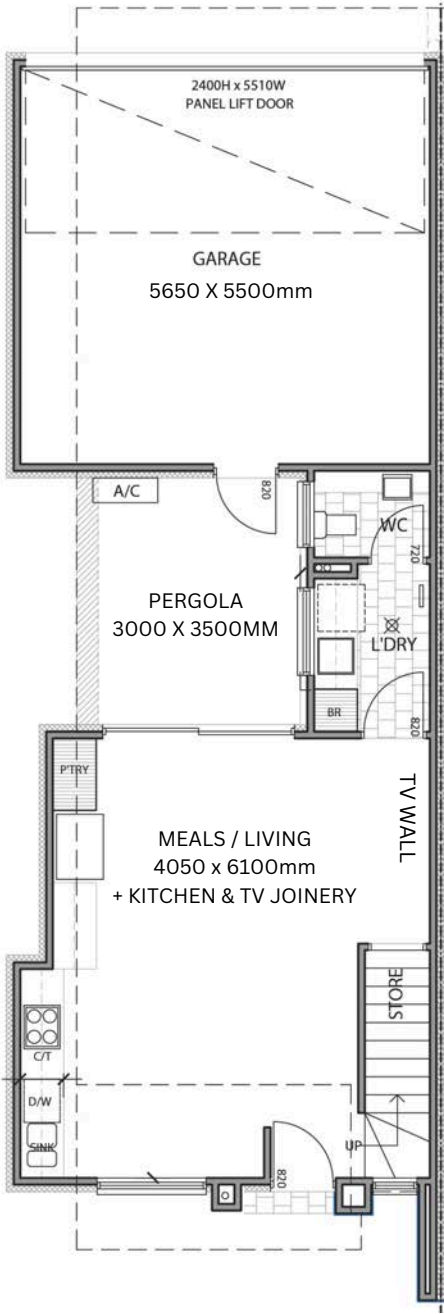 2400H x 5510W
PANEL LIFT DOOR
GARAGE
5650 X 5500mm
A/C
820
WC
720
PERGOLA
3000 X 3500MM
L'DRY
BR
820
P'TRY
TV WALL
MEALS / LIVING
4050 x 6100mm
+ KITCHEN & TV JOINERY
STORE
C/T
D/W
SINK
UP
820